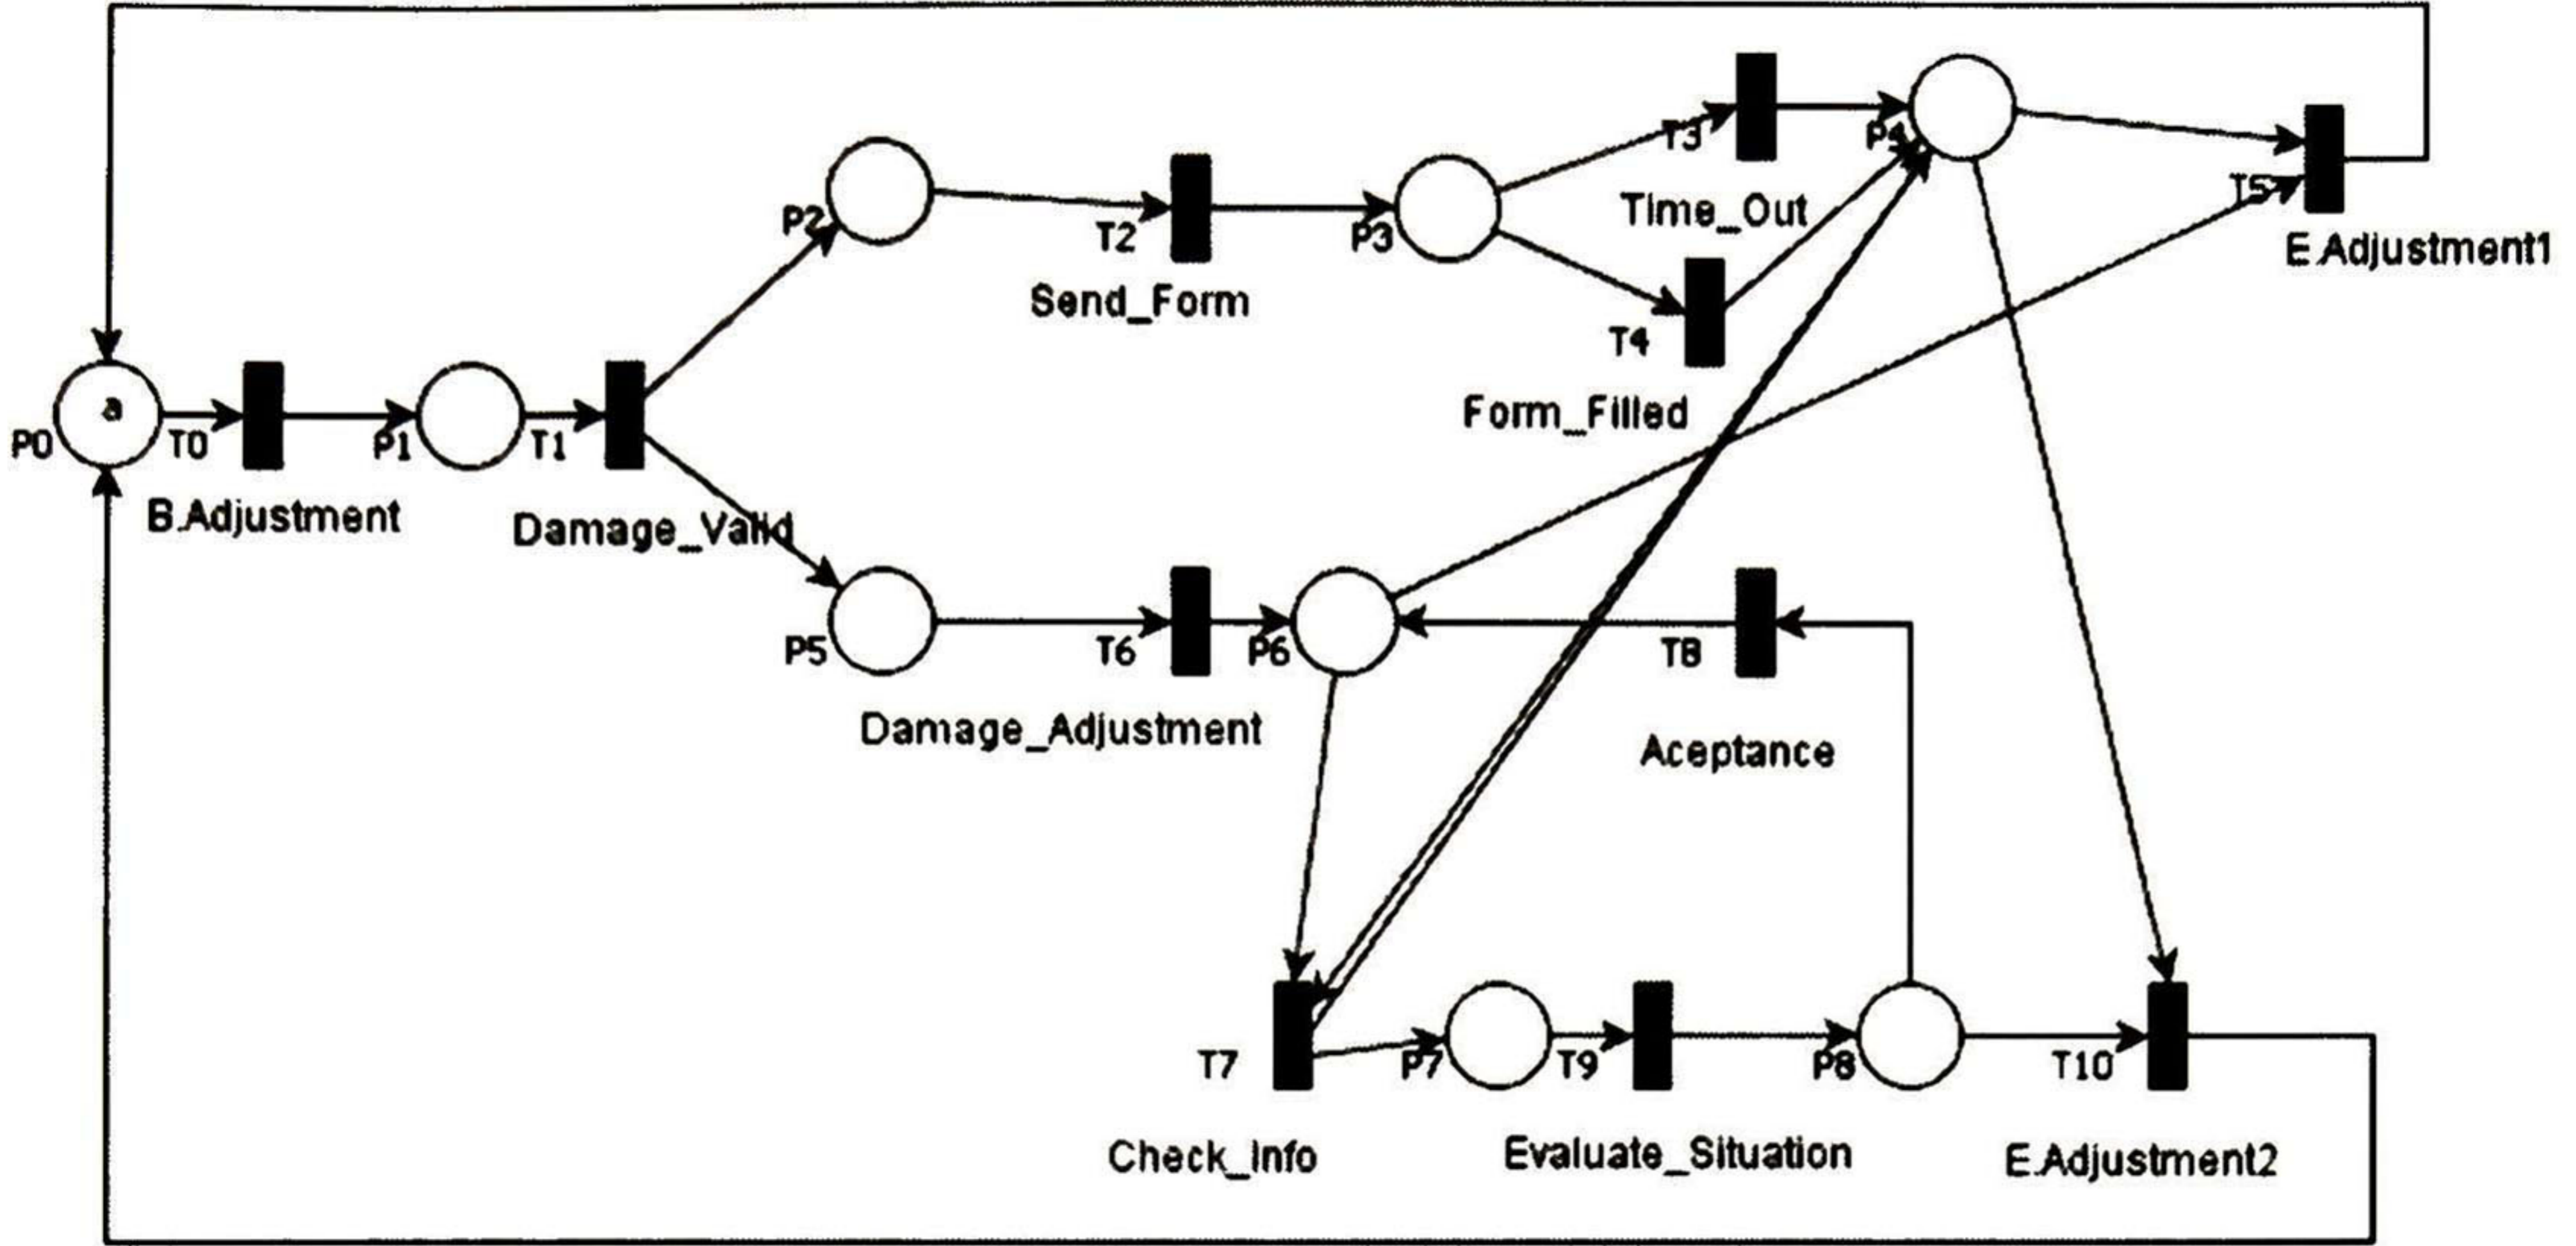 T3
P4
Time_Out
T5
E.Adjustment1
P2
T2
Send_Form
P3
T4
Form_Filled
a
P0
T0
B.Adjustment
P1
T1
Damage_Valid
P5
T6
Damage_Adjustment
P6
T8
Aceptance
T7
Check_Info
P7
T9
Evaluate_Situation
P8
T10
E.Adjustment2